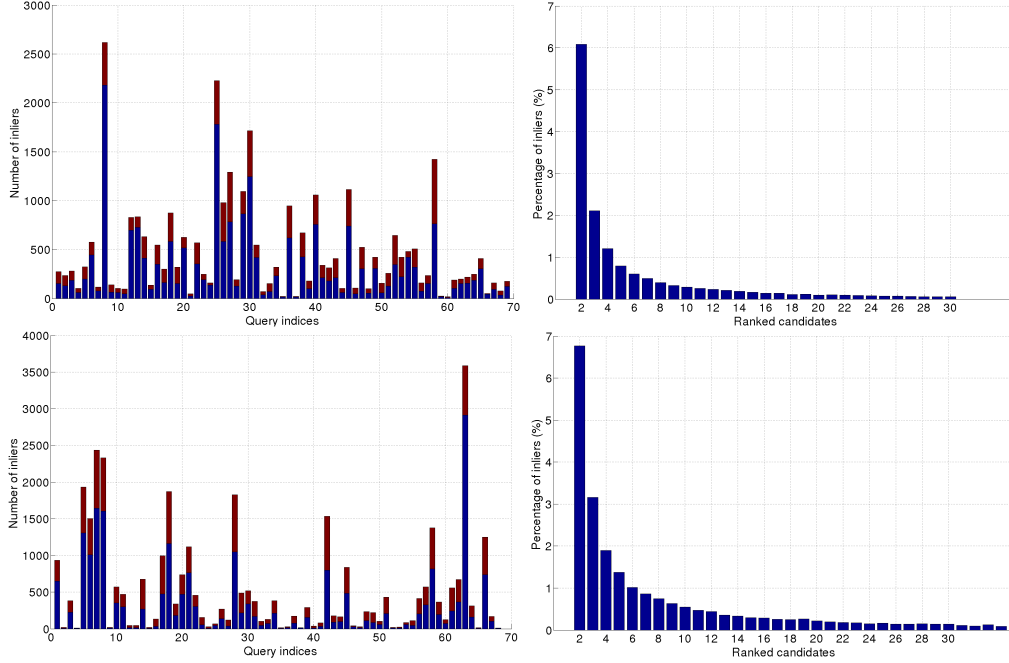 3000
2500
2000
1500
1000
500
0
Number of inliers
0 10 20 30 40 50 60 70
Query indices
7
6
5
4
3
2
1
0
Percentage of inliers (%)
2 4 6 8 10 12 14 16 18 20 22 24 26 28 30
Ranked candidates
4000
3500
3000
2500
2000
1500
1000
500
0
Number of inliers
0 10 20 30 40 50 60 70
Query indices
7
6
5
4
3
2
1
0
Percentage of inliers (%)
2 4 6 8 10 12 14 16 18 20 22 24 26 28 30
Ranked candidates